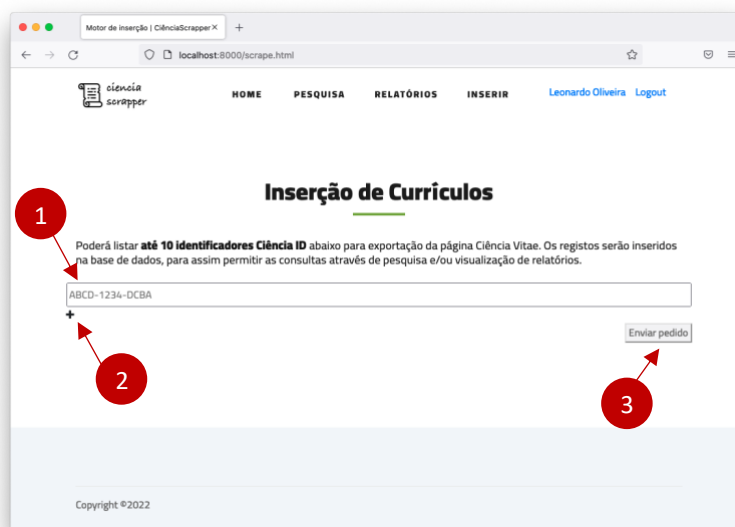 Motor de inserção | CiênciaScrapper
localhost:8000/scrape.html
ciencia
scrapper
HOME PESQUISA RELATÓRIOS INSERIR Leonardo Oliveira Logout
Inserção de Currículos
1
Poderá listar até 10 identificadores Ciência ID abaixo para exportação da página Ciência Vitae. Os registos serão inseridos
na base de dados, para assim permitir as consultas através de pesquisa e/ou visualização de relatórios.
ABCD-1234-DCBA
Enviar pedido
2
3
Copyright ©2022